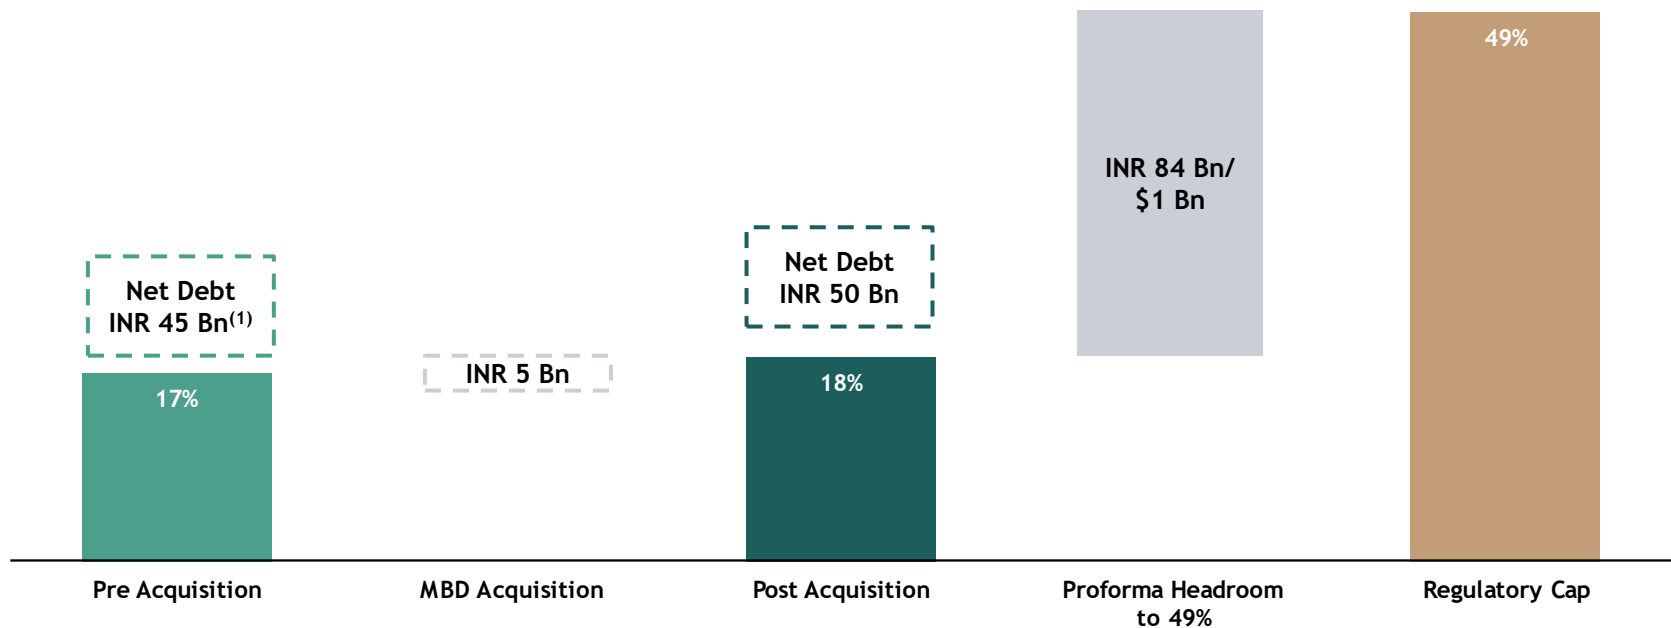 Net Debt
INR 45 Bn(1)
17%
Pre Acquisition
INR 5 Bn
MBD Acquisition
Net Debt
INR 50 Bn
18%
Post Acquisition
INR 84 Bn/
$1 Bn
Proforma Headroom
to 49%
49%
Regulatory Cap